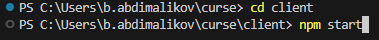 PS C:\Users\b.abdimalikov\curse> cd client
PS C:\Users\b.abdimalikov\curse\client> npm start